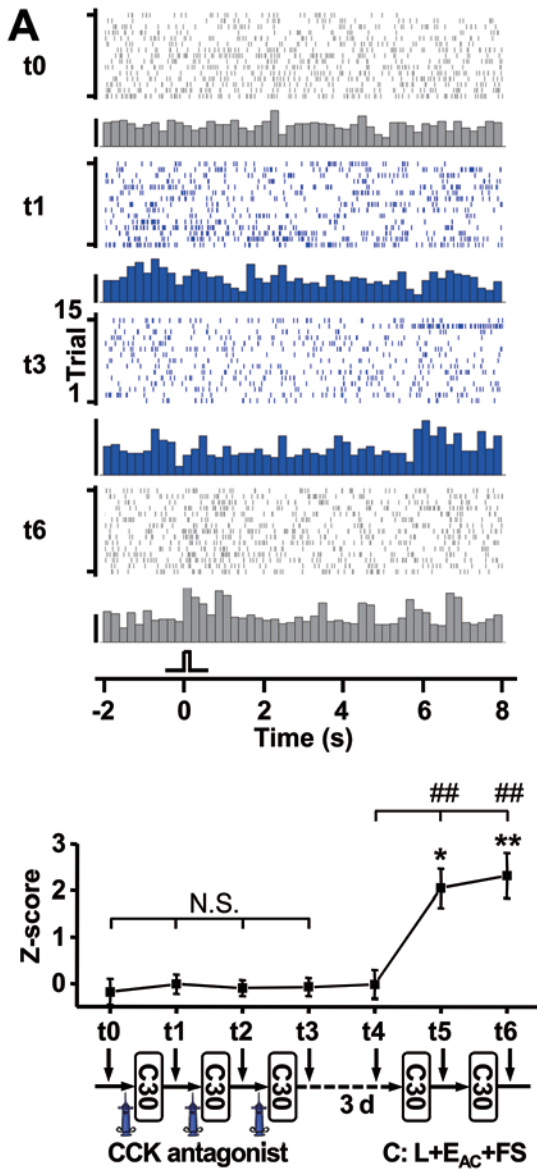 A
t0
t1
15
Trial
1
t3
t6
-2 0 2 4 6 8
Time (s)
## ##
* **
N.S.
3
2
1
0
Z-score
t0 t1 t2 t3 t4 t5 t6
C30 C30 C30 3 d C30 C30
CCK antagonist C: L+E_AC+FS